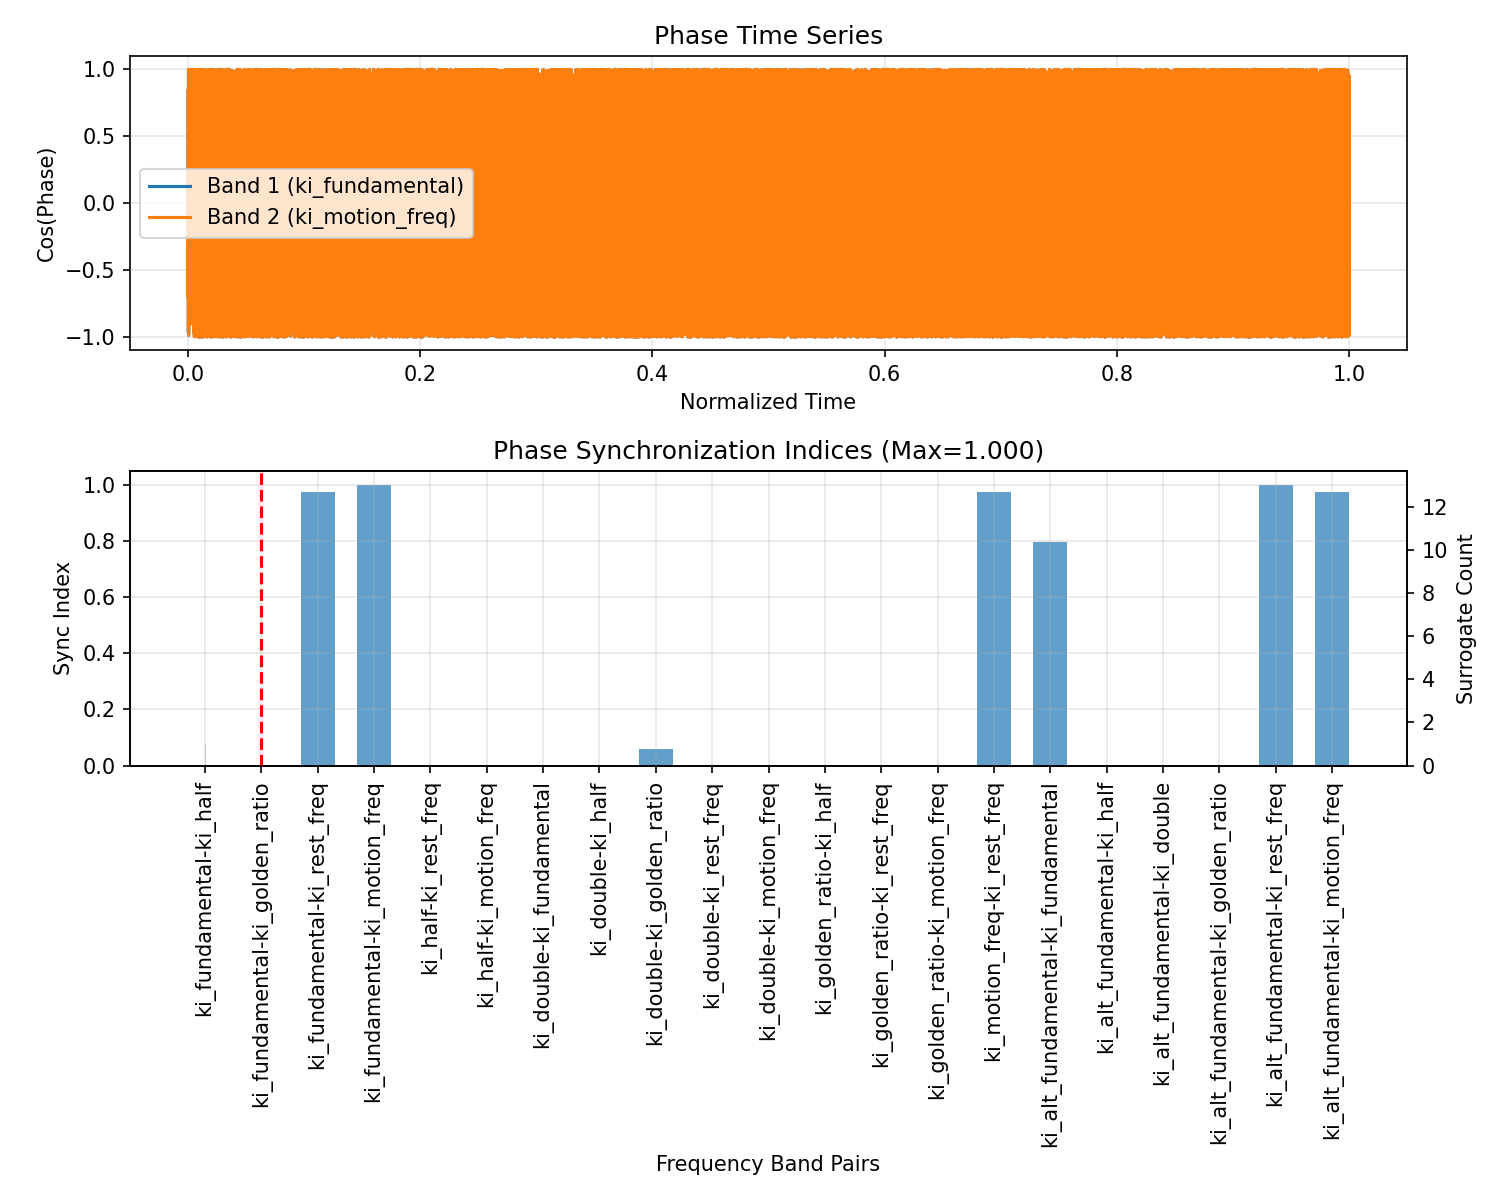 Phase Time Series
1.0
0.5
0.0
−0.5
−1.0
Cos(Phase)
Band 1 (ki_fundamental)
Band 2 (ki_motion_freq)
0.0 0.2 0.4 0.6 0.8 1.0
Normalized Time
Phase Synchronization Indices (Max=1.000)
1.0
0.8
0.6
0.4
0.2
0.0
Sync Index
12
10
8
6
4
2
0
Surrogate Count
ki_fundamental-ki_half
ki_fundamental-ki_golden_ratio
ki_fundamental-ki_rest_freq
ki_fundamental-ki_motion_freq
ki_half-ki_rest_freq
ki_half-ki_motion_freq
ki_double-ki_fundamental
ki_double-ki_half
ki_double-ki_golden_ratio
ki_double-ki_rest_freq
ki_double-ki_motion_freq
ki_golden_ratio-ki_half
ki_golden_ratio-ki_rest_freq
ki_golden_ratio-ki_motion_freq
ki_motion_freq-ki_rest_freq
ki_alt_fundamental-ki_fundamental
ki_alt_fundamental-ki_half
ki_alt_fundamental-ki_double
ki_alt_fundamental-ki_golden_ratio
ki_alt_fundamental-ki_rest_freq
ki_alt_fundamental-ki_motion_freq
Frequency Band Pairs